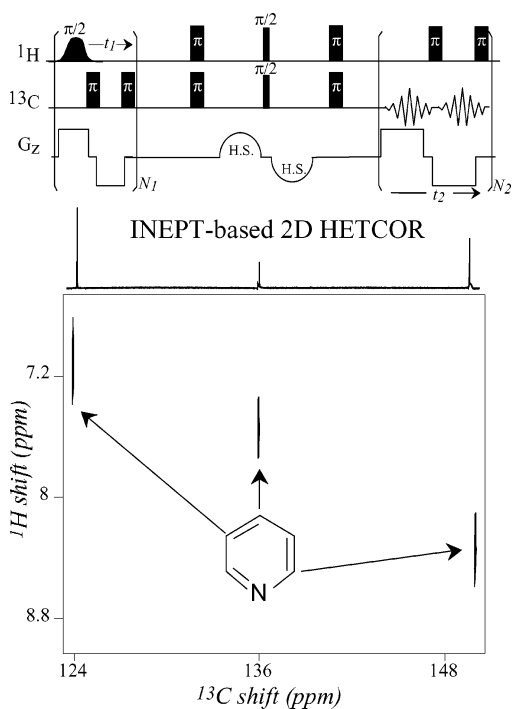 π/2 t1 π π/2 π
1H
π π π π/2 π π π
13C
Gz H.S. H.S.
N1 t2 N2
INEPT-based 2D HETCOR
7.2
8
8.8
1H shift (ppm)
N
124 136 148
13C shift (ppm)